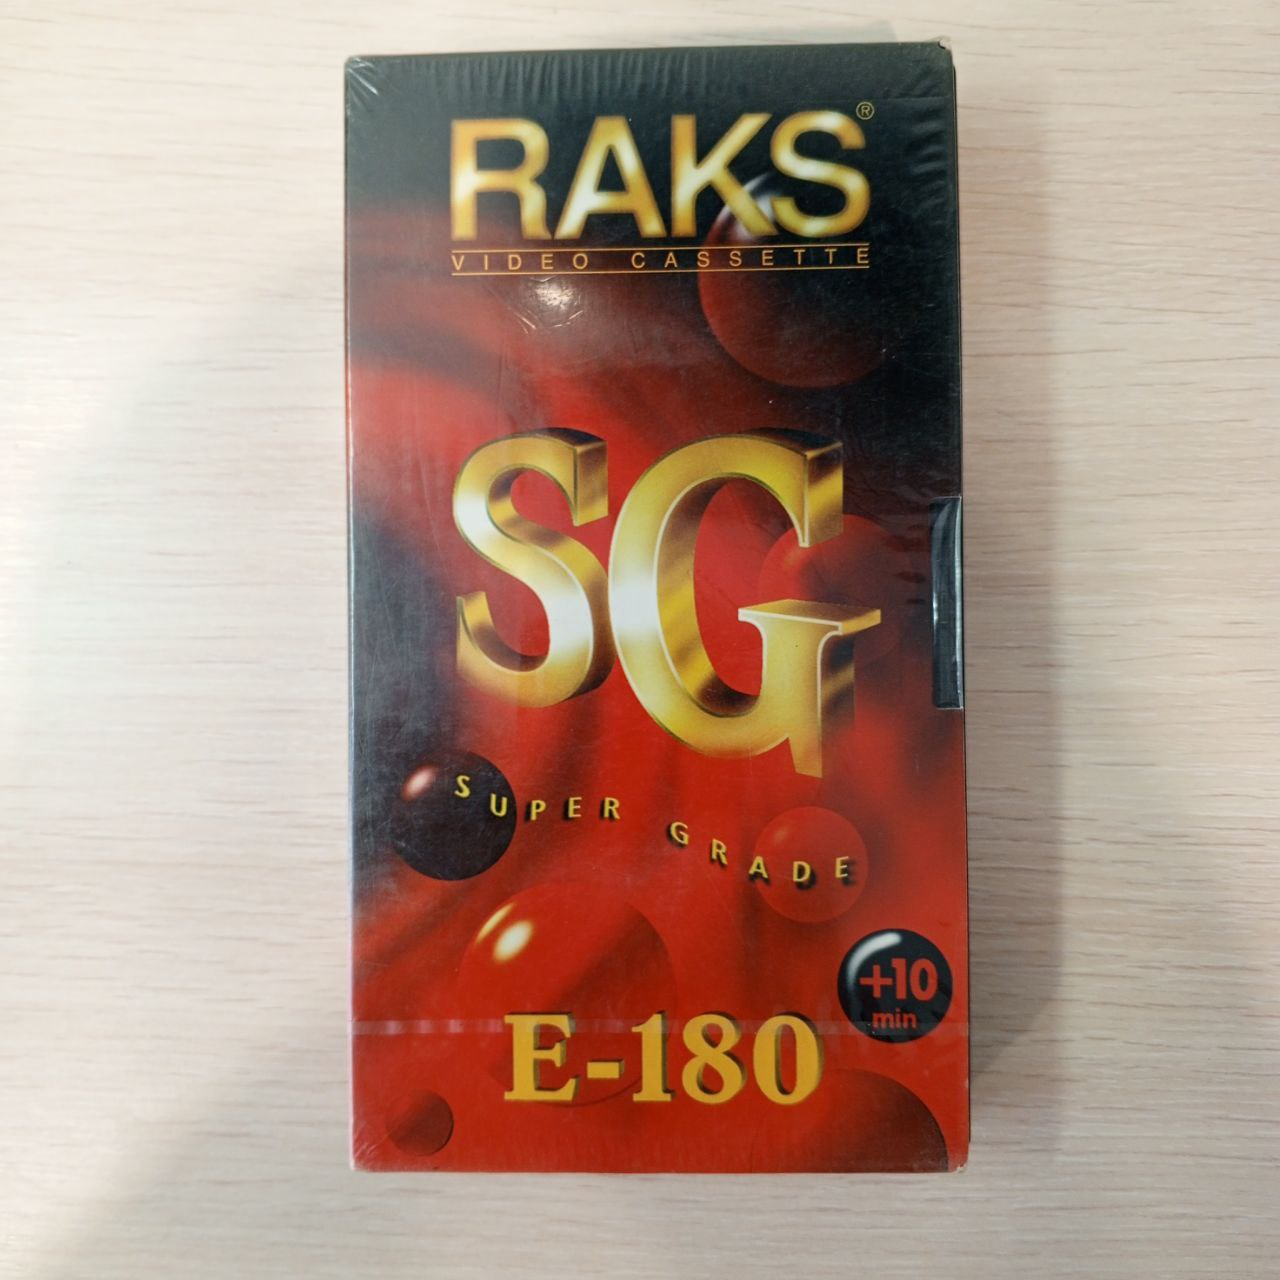 RAKS®
VIDEO CASSETTE
SG
SUPER GRADE
+10
min
E-180